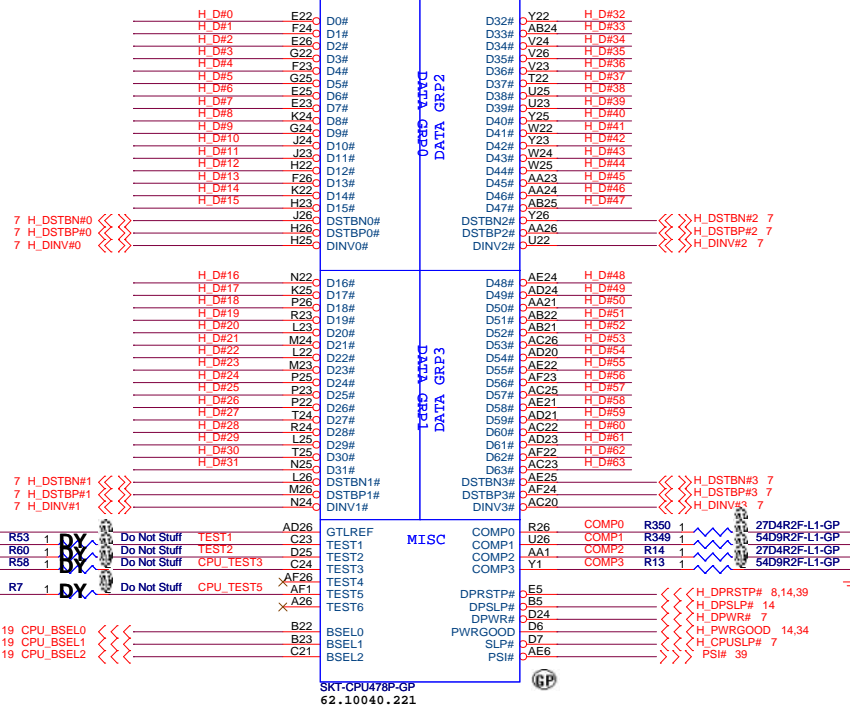 H_D#0 E22 D0# D32# Y22 H_D#32
H_D#1 F24 D1# D33# AB24 H_D#33
H_D#2 E26 D2# D34# V24 H_D#34
H_D#3 G22 D3# D35# V26 H_D#35
H_D#4 F23 D4# D36# V23 H_D#36
H_D#5 G25 D5# D37# T22 H_D#37
H_D#6 E25 D6# D38# U25 H_D#38
H_D#7 E23 D7# D39# U23 H_D#39
H_D#8 K24 D8# D40# Y25 H_D#40
H_D#9 G24 D9# D41# W22 H_D#41
H_D#10 J24 D10# D42# Y23 H_D#42
H_D#11 J23 D11# D43# W24 H_D#43
H_D#12 H22 D12# D44# W25 H_D#44
H_D#13 F26 D13# D45# AA23 H_D#45
H_D#14 K22 D14# D46# AA24 H_D#46
H_D#15 H23 D15# D47# AB25 H_D#47
7 H_DSTBN#0 J26 DSTBN0# DSTBN2# Y26 H_DSTBN#2 7
7 H_DSTBP#0 H26 DSTBP0# DSTBP2# AA26 H_DSTBP#2 7
7 H_DINV#0 H25 DINV0# DINV2# U22 H_DINV#2 7
DATA GRP0
DATA GRP2
H_D#16 N22 D16# D48# AE24 H_D#48
H_D#17 K25 D17# D49# AD24 H_D#49
H_D#18 P26 D18# D50# AA21 H_D#50
H_D#19 R23 D19# D51# AB22 H_D#51
H_D#20 L23 D20# D52# AB21 H_D#52
H_D#21 M24 D21# D53# AC26 H_D#53
H_D#22 L22 D22# D54# AD20 H_D#54
H_D#23 M23 D23# D55# AE22 H_D#55
H_D#24 P25 D24# D56# AF23 H_D#56
H_D#25 P23 D25# D57# AC25 H_D#57
H_D#26 P22 D26# D58# AE21 H_D#58
H_D#27 T24 D27# D59# AD21 H_D#59
H_D#28 R24 D28# D60# AC22 H_D#60
H_D#29 L25 D29# D61# AD23 H_D#61
H_D#30 T25 D30# D62# AF22 H_D#62
H_D#31 N25 D31# D63# AC23 H_D#63
7 H_DSTBN#1 L26 DSTBN1# DSTBN3# AE25 H_DSTBN#3 7
7 H_DSTBP#1 M26 DSTBP1# DSTBP3# AF24 H_DSTBP#3 7
7 H_DINV#1 N24 DINV1# DINV3# AC20 H_DINV#3 7
DATA GRP1
DATA GRP3
MISC
AD26 GTLREF COMP0 R26 COMP0 R350 1 27D4R2F-L1-GP
R53 1 DY Do Not Stuff TEST1 C23 TEST1 COMP1 U26 COMP1 R349 1 54D9R2F-L1-GP
R60 1 DY Do Not Stuff TEST2 D25 TEST2 COMP2 AA1 COMP2 R14 1 27D4R2F-L1-GP
R58 1 DY Do Not Stuff CPU_TEST3 C24 TEST3 COMP3 Y1 COMP3 R13 1 54D9R2F-L1-GP
AF26 TEST4
R7 1 DY Do Not Stuff CPU_TEST5 AF1 TEST5 DPRSTP# E5 H_DPRSTP# 8,14,39
A26 TEST6 DPSLP# B5 H_DPSLP# 14
DPWR# D24 H_DPWR# 7
19 CPU_BSEL0 B22 BSEL0 PWRGOOD D6 H_PWRGOOD 14,34
19 CPU_BSEL1 B23 BSEL1 SLP# D7 H_CPUSLP# 7
19 CPU_BSEL2 C21 BSEL2 PSI# AE6 PSI# 39
SKT-CPU478P-GP
62.10040.221
GP